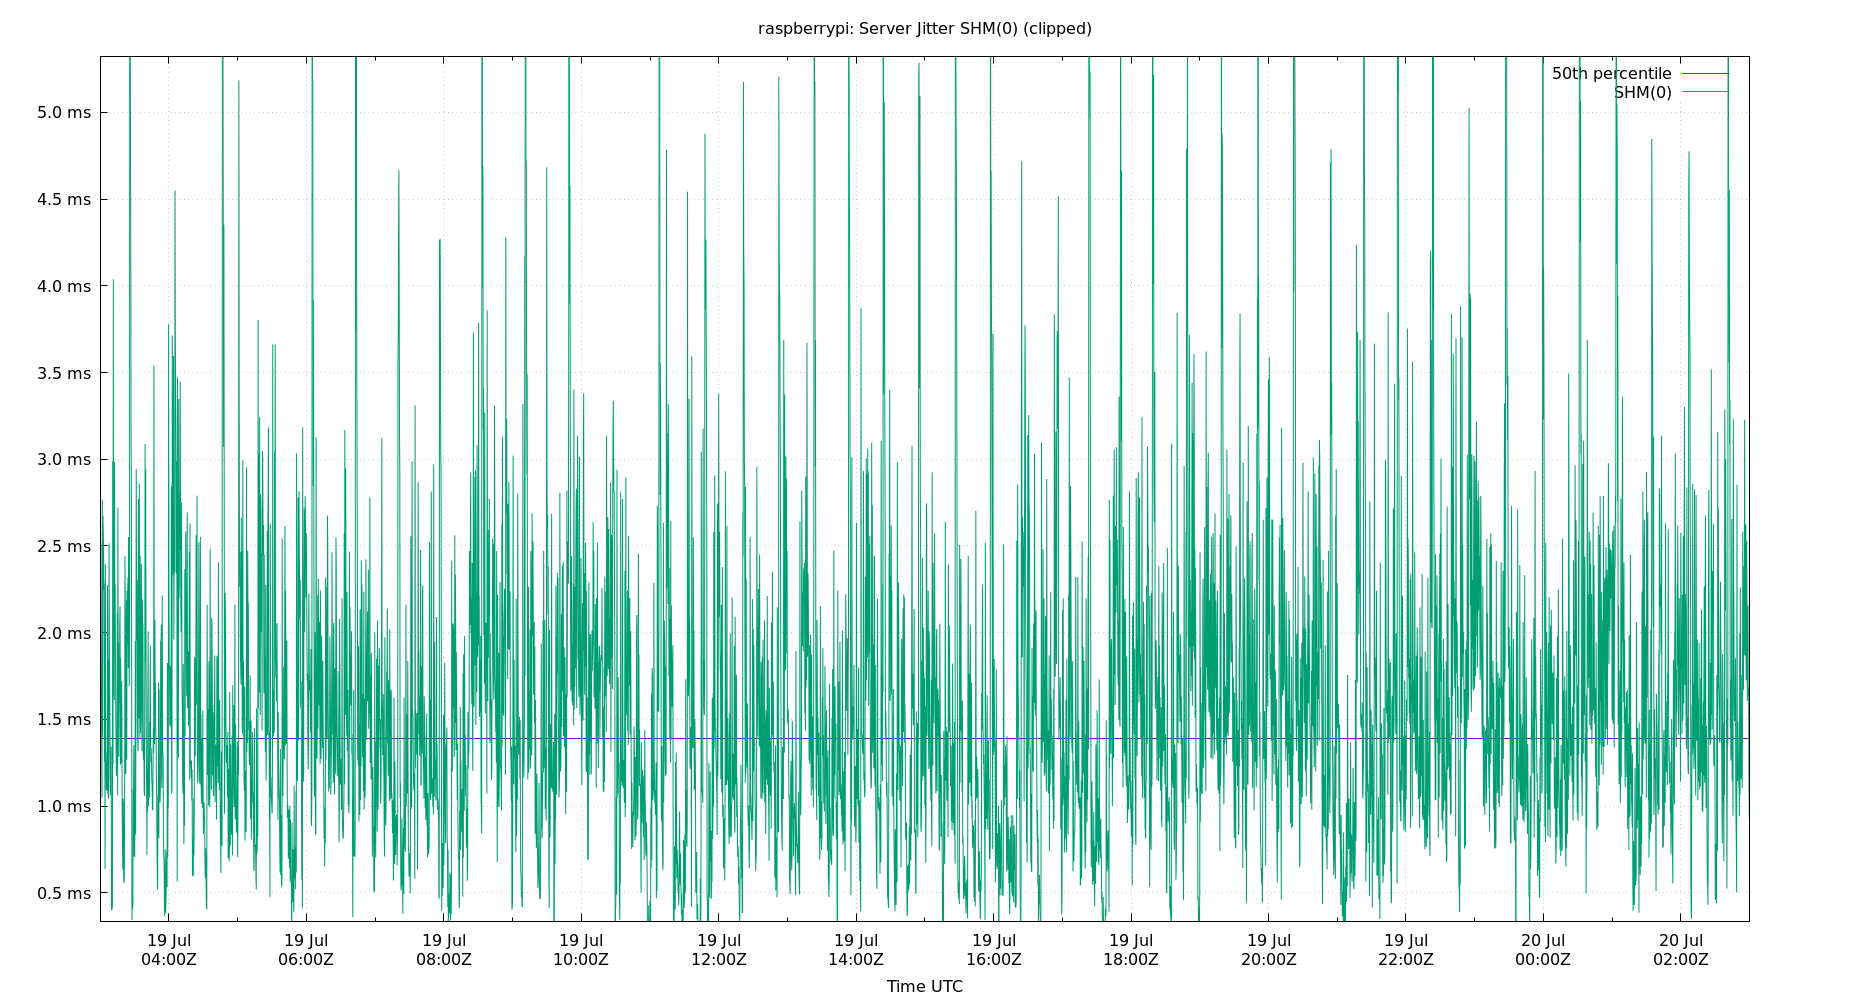 raspberrypi: Server Jitter SHM(0) (clipped)
50th percentile
SHM(0)
5.0 ms
4.5 ms
4.0 ms
3.5 ms
3.0 ms
2.5 ms
2.0 ms
1.5 ms
1.0 ms
0.5 ms
19 Jul 19 Jul 19 Jul 19 Jul 19 Jul 19 Jul 19 Jul 19 Jul 19 Jul 19 Jul 20 Jul 20 Jul
04:00Z 06:00Z 08:00Z 10:00Z 12:00Z 14:00Z 16:00Z 18:00Z 20:00Z 22:00Z 00:00Z 02:00Z
Time UTC